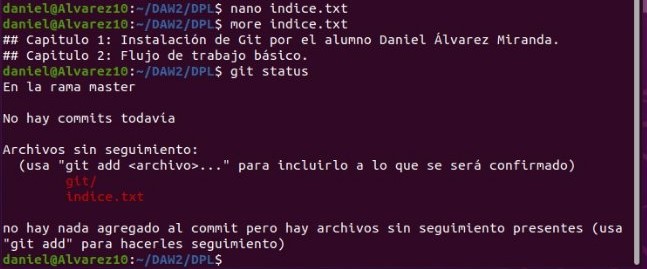 daniel@Alvarez10:~/DAW2/DPL$ nano indice.txt
daniel@Alvarez10:~/DAW2/DPL$ more indice.txt
## Capitulo 1: Instalación de Git por el alumno Daniel Álvarez Miranda.
## Capitulo 2: Flujo de trabajo básico.
daniel@Alvarez10:~/DAW2/DPL$ git status
En la rama master
No hay commits todavía
Archivos sin seguimiento:
(usa "git add <archivo>..." para incluirlo a lo que se será confirmado)
git/
indice.txt
no hay nada agregado al commit pero hay archivos sin seguimiento presentes (usa
"git add" para hacerles seguimiento)
daniel@Alvarez10:~/DAW2/DPL$